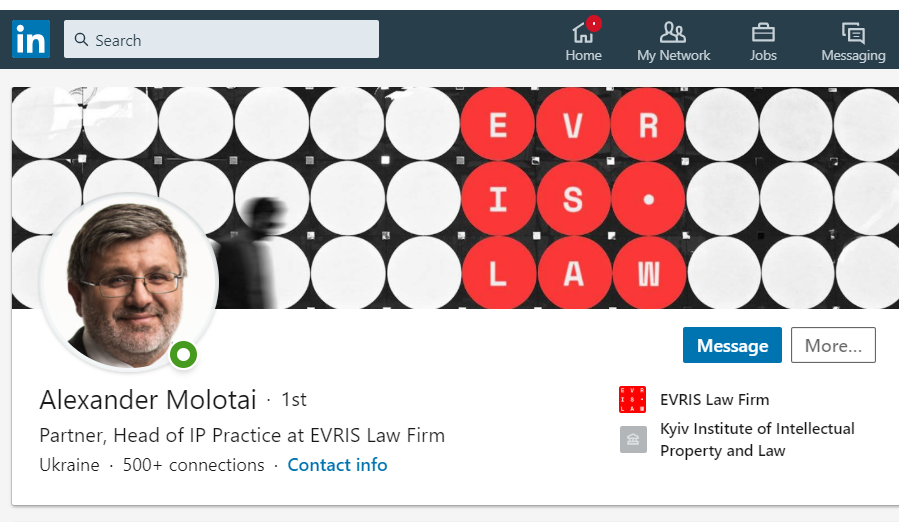 in Search
Home My Network Jobs Messaging
E V R
I S •
L A W
Message More...
Alexander Molotai · 1st
Partner, Head of IP Practice at EVRIS Law Firm
Ukraine · 500+ connections · Contact info
E V R
I S •
L A W
EVRIS Law Firm
Kyiv Institute of Intellectual
Property and Law